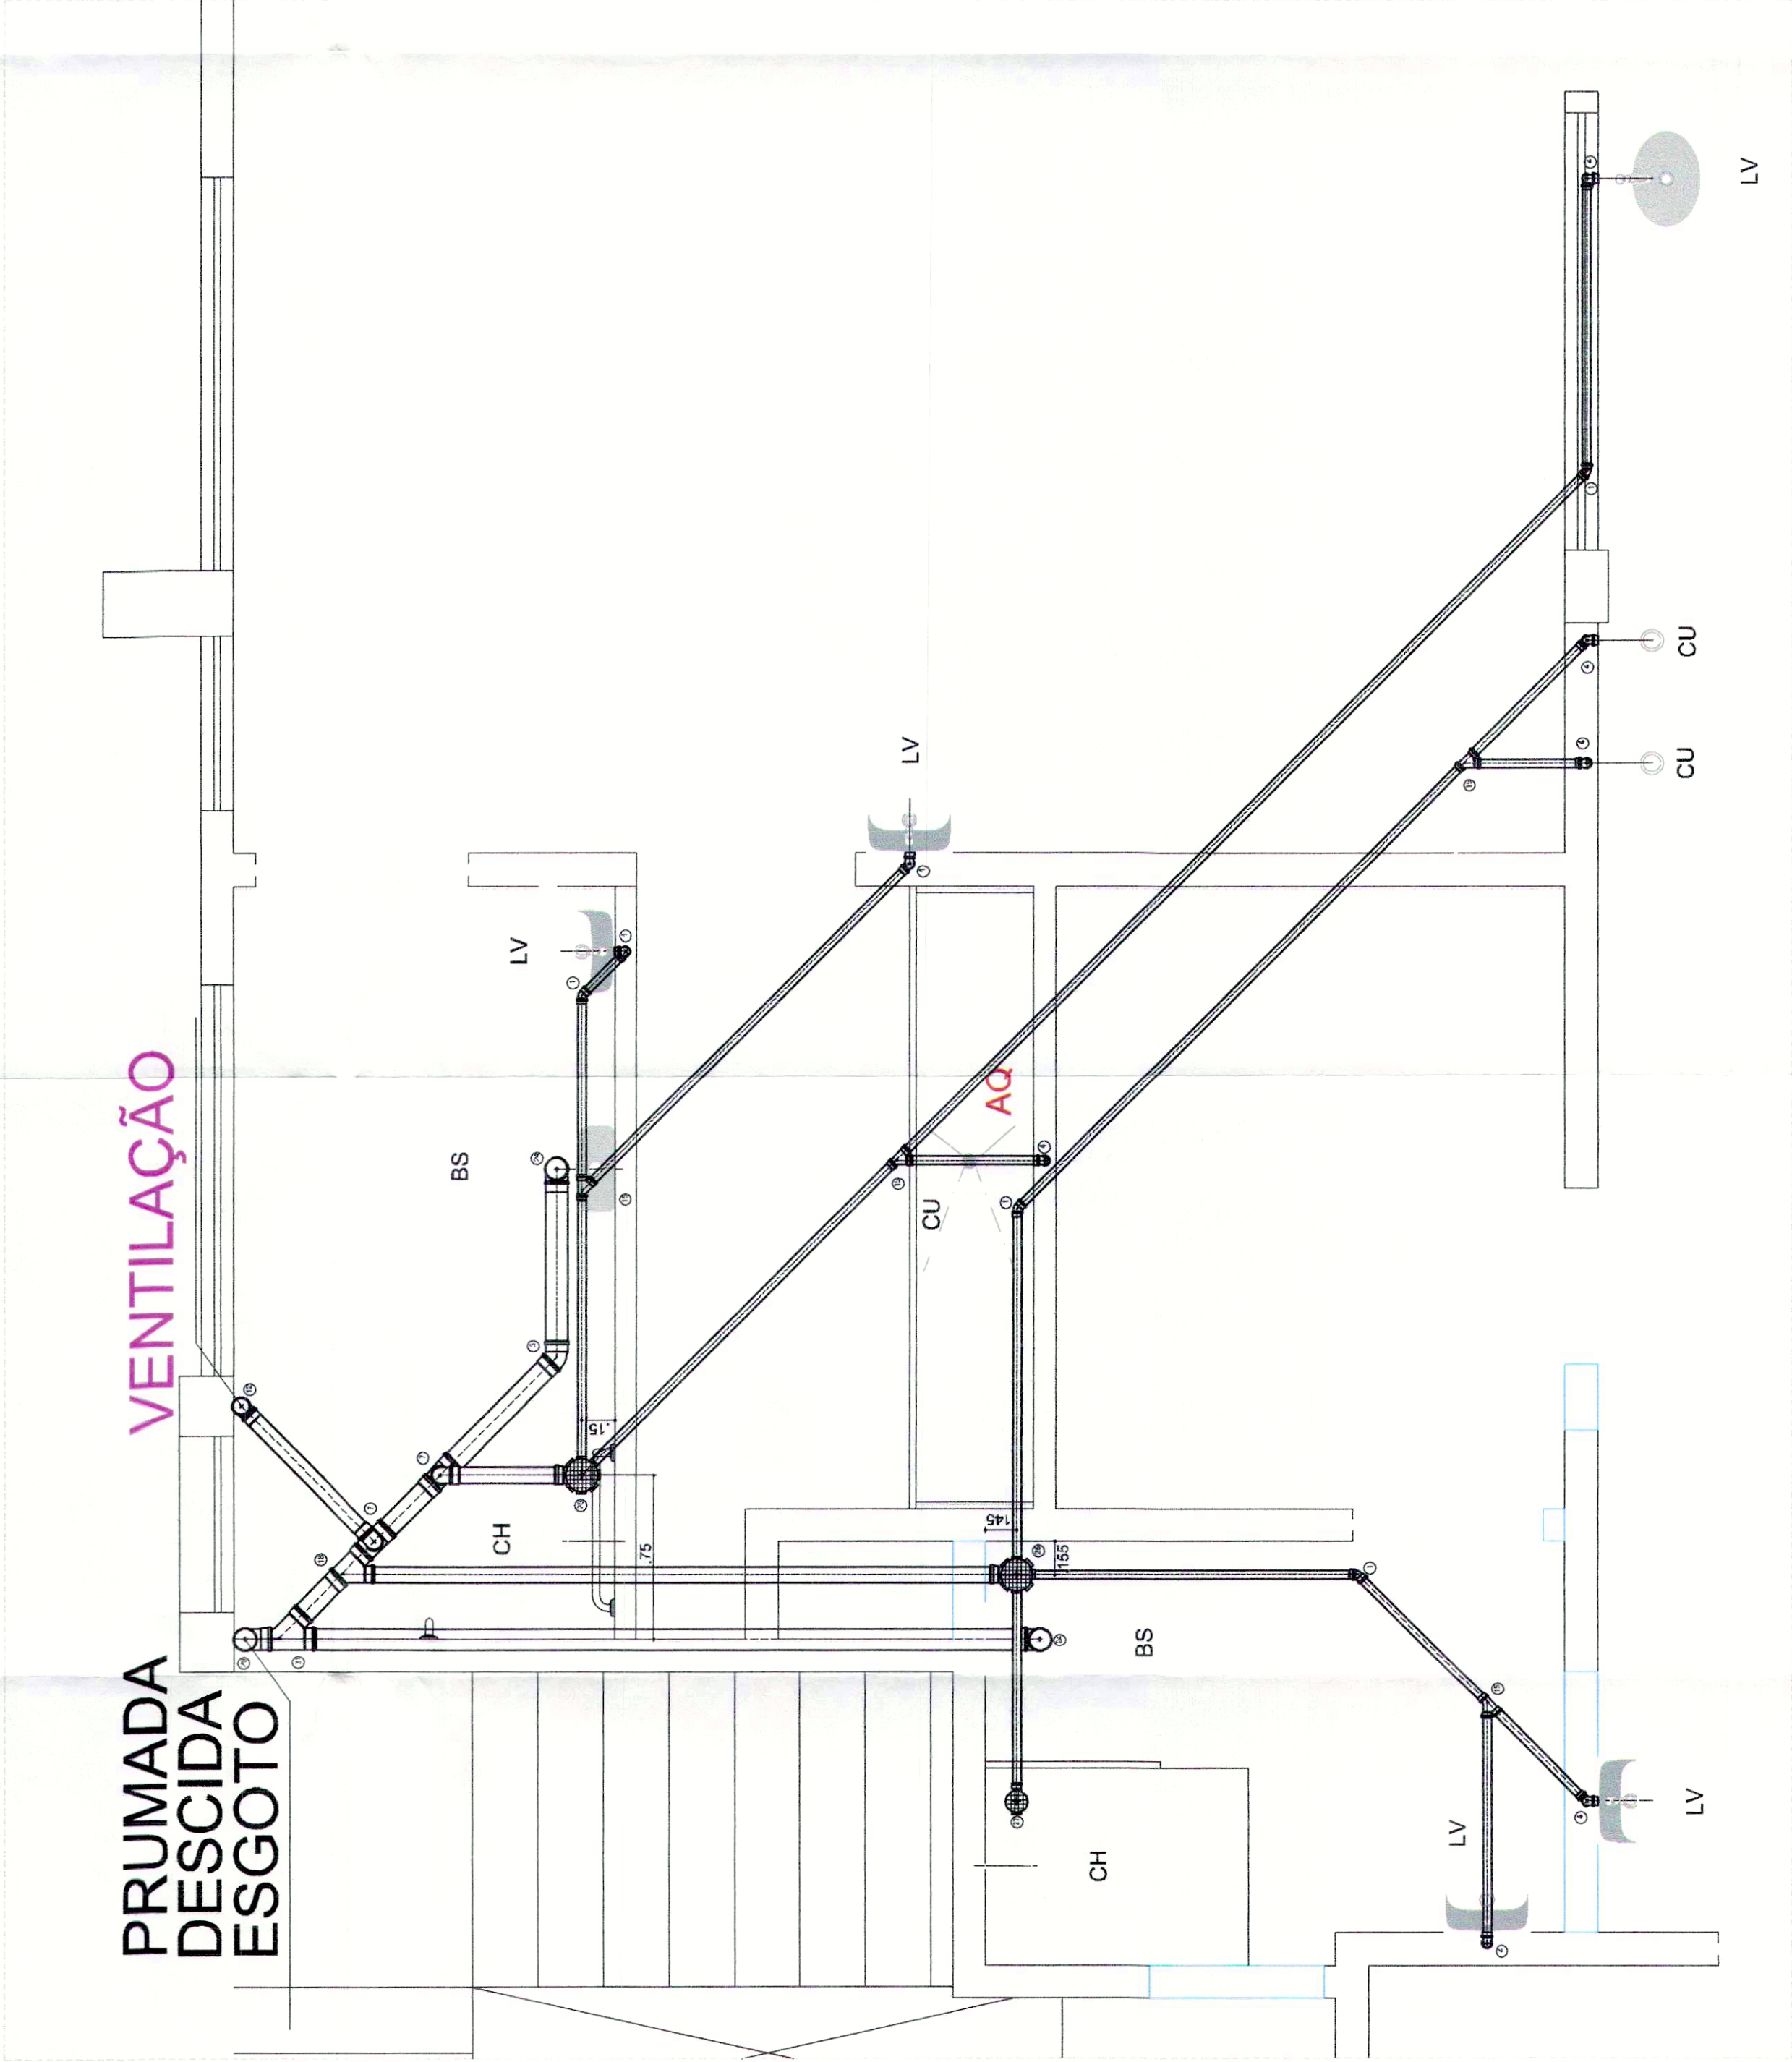 VENTILAÇÃO
PRUMADA
DESCIDA
ESGOTO
LV
CU
CU
LV
LV
BS
AQ
CU
CH
.15
.75
145
155
BS
CH
LV
LV